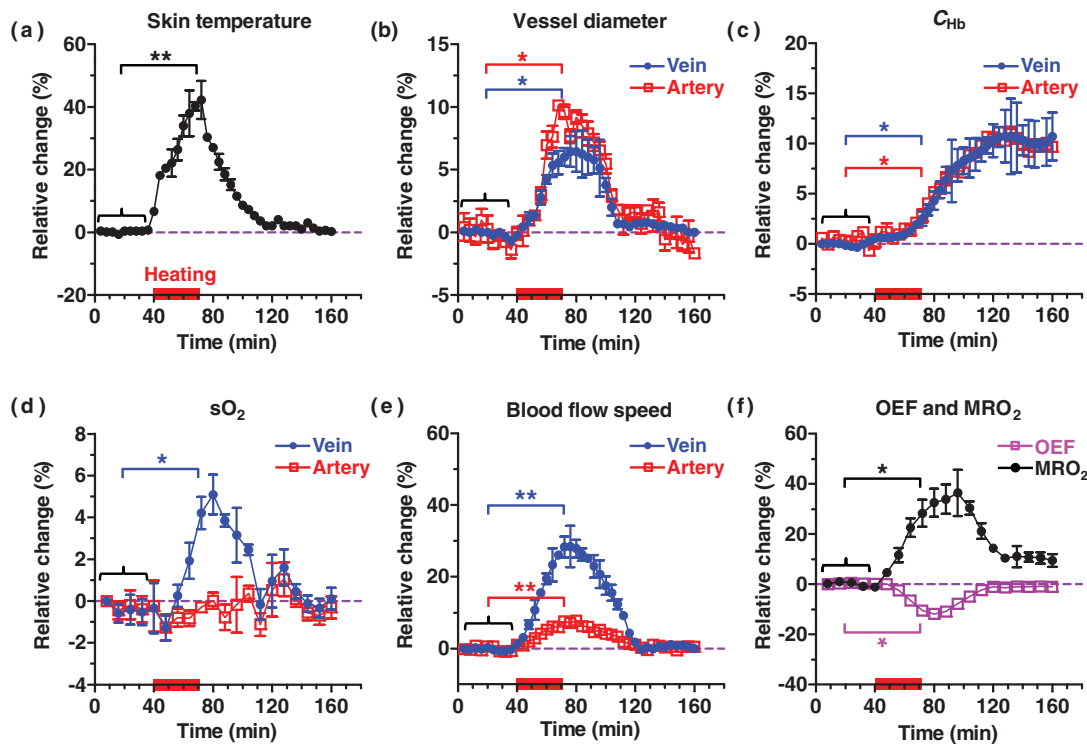 (a) Skin temperature
Relative change (%)
60
40
20
0
-20
**
Heating
0 40 80 120 160
Time (min)
(b) Vessel diameter
Relative change (%)
15
10
5
0
5
*
*
Vein
Artery
0 40 80 120 160
Time (min)
(c) CHb
Relative change (%)
20
15
10
5
0
-5
*
*
Vein
Artery
0 40 80 120 160
Time (min)
(d) sO2
Relative change (%)
8
6
4
2
0
-2
-4
*
Vein
Artery
0 40 80 120 160
Time (min)
(e) Blood flow speed
Relative change (%)
60
40
20
0
-10
**
**
Vein
Artery
0 40 80 120 160
Time (min)
(f) OEF and MRO2
Relative change (%)
60
40
20
0
-20
-40
*
*
OEF
MRO2
0 40 80 120 160
Time (min)